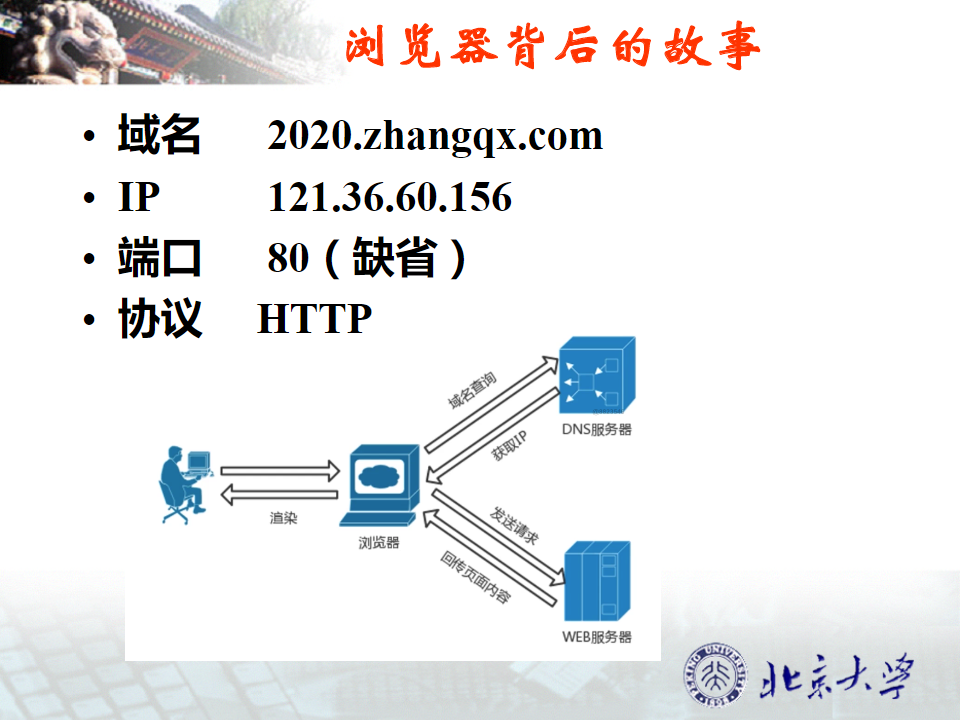 浏览器背后的故事
• 域名 2020.zhangqx.com
• IP 121.36.60.156
• 端口 80（缺省）
• 协议 HTTP
域名查询
获取IP
DNS服务器
渲染
浏览器
发送请求
回传页面内容
WEB服务器
PEKING UNIVERSITY
1898
北京大学